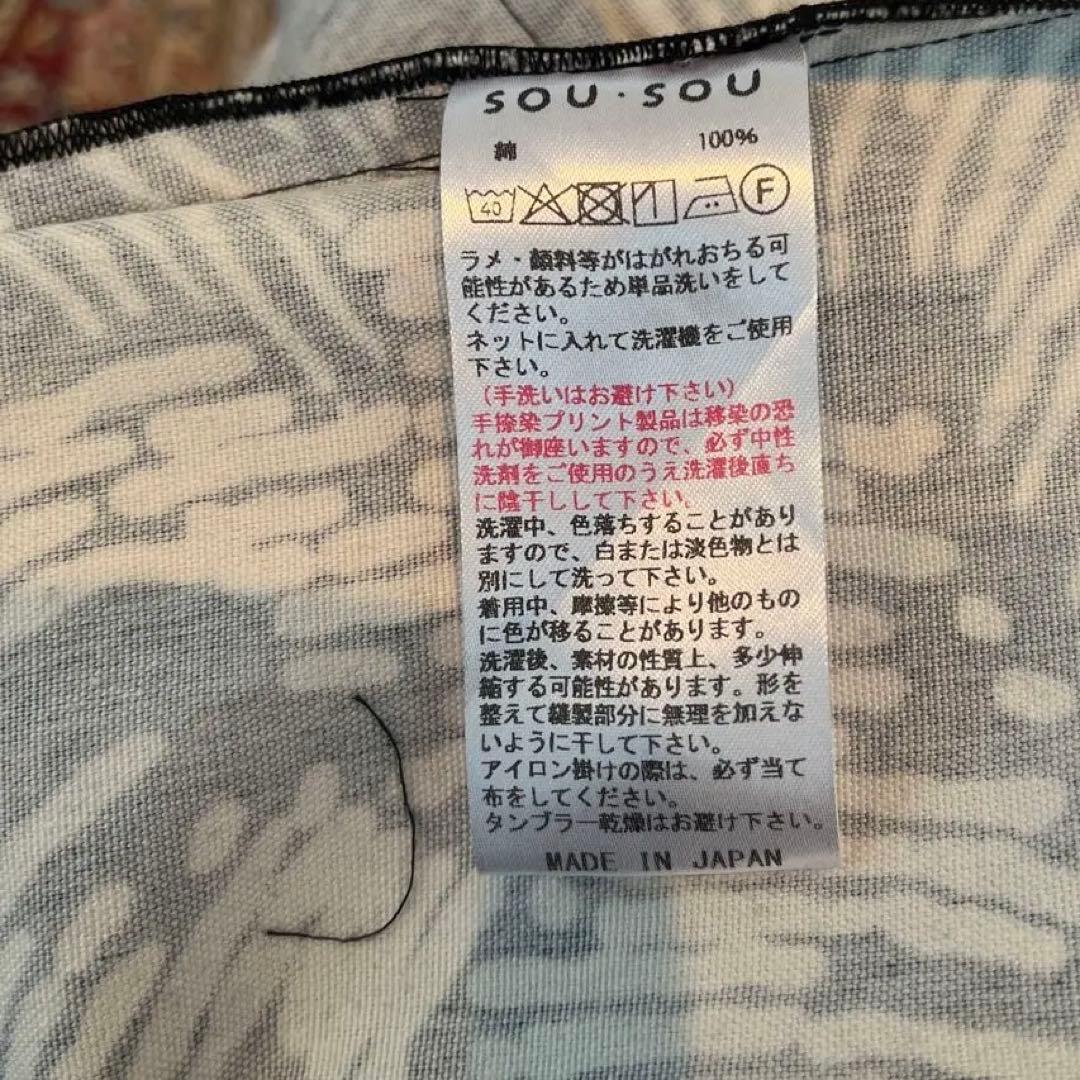 SOU・SOU
綿 100%
40 F
ラメ・顔料等がはがれおちる可
能性があるため単品洗いをして
ください。
ネットに入れて洗濯機をご使用
下さい。
(手洗いはお避け下さい)
手捺染プリント製品は移染の恐
れが御座いますので、必ず中性
洗剤をご使用のうえ洗濯後直ち
に陰干しして下さい。
洗濯中、色落ちすることがあり
ますので、白または淡色物とは
別にして洗って下さい。
着用中、摩擦等により他のもの
に色が移ることがあります。
洗濯後、素材の性質上、多少伸
縮する可能性があります。形を
整えて縫製部分に無理を加えな
いように干して下さい。
アイロン掛けの際は、必ず当て
布をしてください。
タンブラー乾燥はお避け下さい。
MADE IN JAPAN